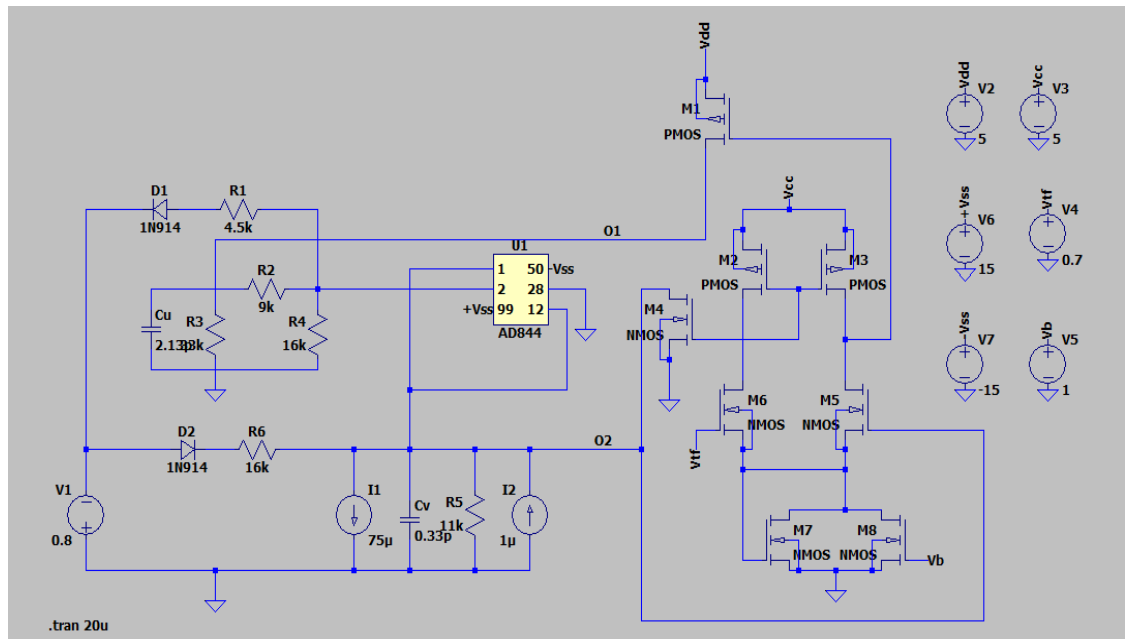 Vdd
M1
PMOS
Vdd
V2
5
Vcc
V3
5
D1
1N914
R1
4.5k
Vcc
O1
U1
1
50
-Vss
2
28
+Vss
99
12
AD844
M2
PMOS
M3
PMOS
+Vss
V6
15
Vtf
V4
0.7
R2
9k
Cu
2.13p
R3
33k
R4
16k
M4
NMOS
-Vss
V7
-15
Vb
V5
1
M6
NMOS
M5
NMOS
Vtf
D2
1N914
R6
16k
O2
V1
0.8
I1
75µ
Cv
0.33p
R5
11k
I2
1µ
M7
NMOS
M8
NMOS
Vb
.tran 20u